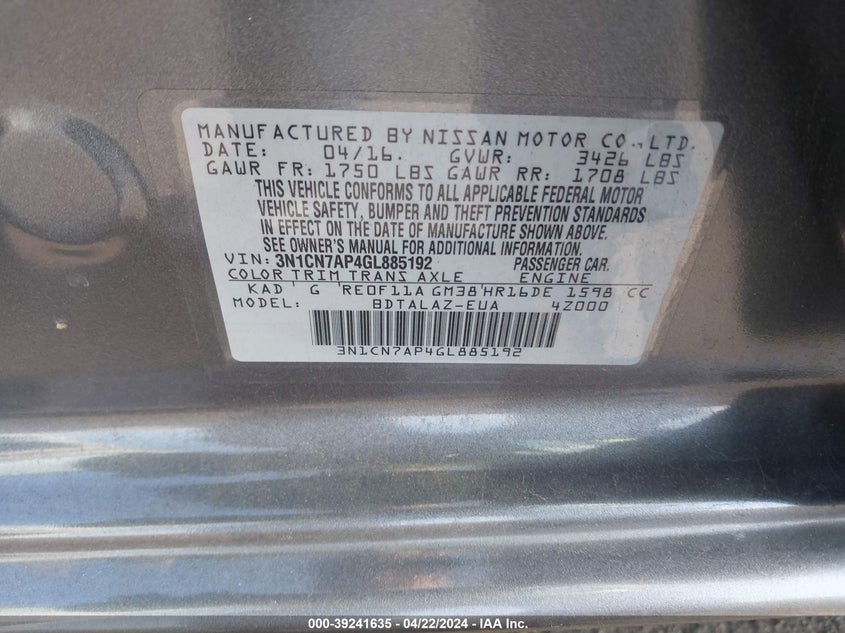 MANUFACTURED BY NISSAN MOTOR CO., LTD.
DATE: 04/16. GVWR: 3426 LBS
GAWR FR: 1750 LBS GAWR RR: 1708 LBS
THIS VEHICLE CONFORMS TO ALL APPLICABLE FEDERAL MOTOR
VEHICLE SAFETY, BUMPER AND THEFT PREVENTION STANDARDS
IN EFFECT ON THE DATE OF MANUFACTURE SHOWN ABOVE.
SEE OWNER'S MANUAL FOR ADDITIONAL INFORMATION.
VIN: 3N1CN7AP4GL885192 PASSENGER CAR.
COLOR TRIM TRANS AXLE ENGINE
KAD G RE0F11A GM38 HR16DE 1598 CC
MODEL: BDTALAZ-EUA 4Z000
3N1CN7AP4GL885192
000-39241635 - 04/22/2024 - IAA Inc.